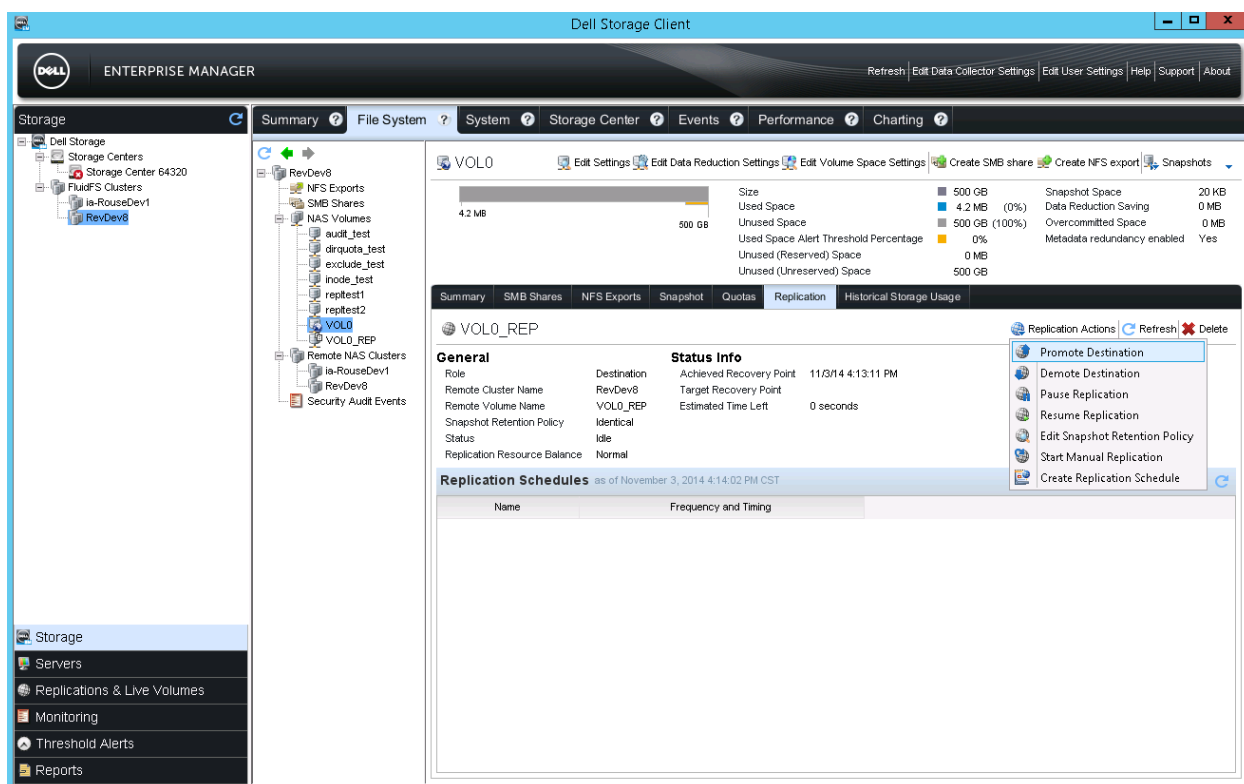 Dell Storage Client
DELL
ENTERPRISE MANAGER
Refresh Edit Data Collector Settings Edit User Settings Help Support About
Storage
Dell Storage
Storage Centers
Storage Center 64320
FluidFS Clusters
ia-RouseDev1
RevDev8
Storage
Servers
Replications & Live Volumes
Monitoring
Threshold Alerts
Reports
Summary ? File System ? System ? Storage Center ? Events ? Performance ? Charting ?
RevDev8
NFS Exports
SMB Shares
NAS Volumes
audit_test
dirquota_test
exclude_test
inode_test
repltest1
repltest2
VOL0
VOL0_REP
Remote NAS Clusters
ia-RouseDev1
RevDev8
Security Audit Events
VOL0 Edit Settings Edit Data Reduction Settings Edit Volume Space Settings Create SMB share Create NFS export Snapshots
4.2 MB
500 GB
Size 500 GB
Used Space 4.2 MB (0%)
Unused Space 500 GB (100%)
Used Space Alert Threshold Percentage 0%
Unused (Reserved) Space 0 MB
Unused (Unreserved) Space 500 GB
Snapshot Space 20 KB
Data Reduction Saving 0 MB
Overcommitted Space 0 MB
Metadata redundancy enabled Yes
Summary SMB Shares NFS Exports Snapshot Quotas Replication Historical Storage Usage
VOL0_REP
Replication Actions Refresh Delete
Promote Destination
Demote Destination
Pause Replication
Resume Replication
Edit Snapshot Retention Policy
Start Manual Replication
Create Replication Schedule
General
Role Destination
Remote Cluster Name RevDev8
Remote Volume Name VOL0_REP
Snapshot Retention Policy Identical
Status Idle
Replication Resource Balance Normal
Status Info
Achieved Recovery Point 11/3/14 4:13:11 PM
Target Recovery Point
Estimated Time Left 0 seconds
Replication Schedules as of November 3, 2014 4:14:02 PM CST
Name Frequency and Timing